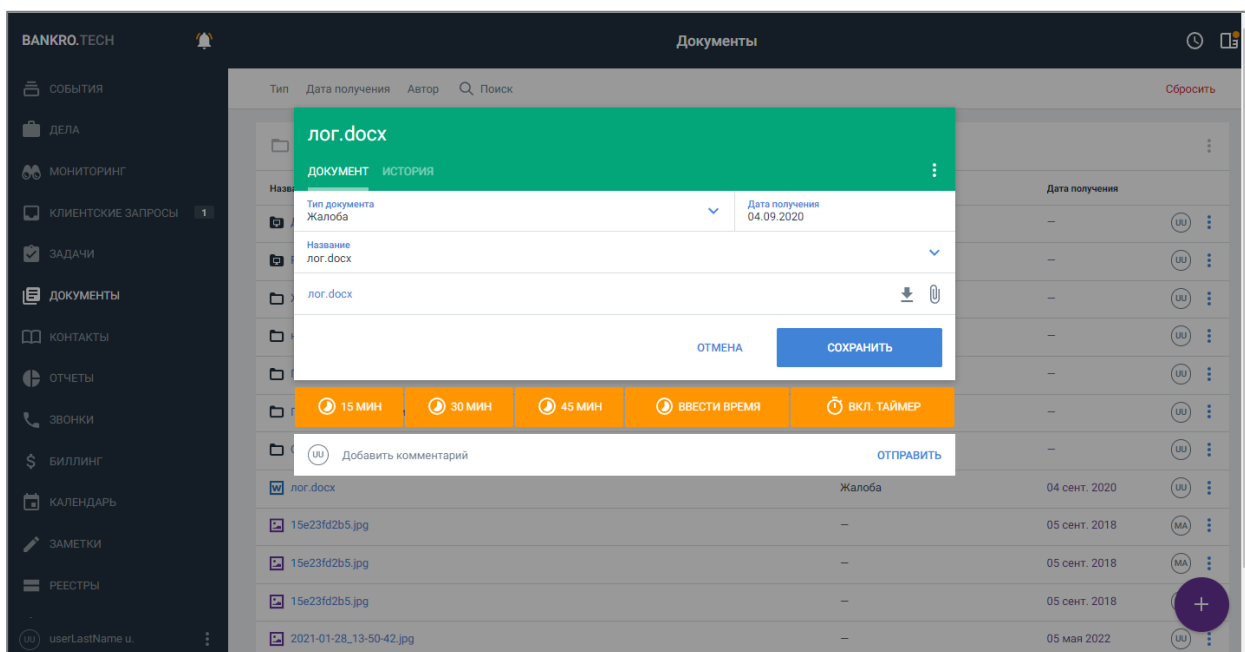 BANKRO.TECH
Документы
СОБЫТИЯ
ДЕЛА
МОНИТОРИНГ
КЛИЕНТСКИЕ ЗАПРОСЫ 1
ЗАДАЧИ
ДОКУМЕНТЫ
КОНТАКТЫ
ОТЧЕТЫ
ЗВОНКИ
БИЛЛИНГ
КАЛЕНДАРЬ
ЗАМЕТКИ
РЕЕСТРЫ
UU userLastName u.
Тип Дата получения Автор Поиск Сбросить
лог.docx
ДОКУМЕНТ ИСТОРИЯ
Дата получения
Тип документа
Жалоба
Дата получения
04.09.2020
Название
лог.docx
лог.docx
ОТМЕНА СОХРАНИТЬ
15 МИН 30 МИН 45 МИН ВВЕСТИ ВРЕМЯ ВКЛ. ТАЙМЕР
UU Добавить комментарий ОТПРАВИТЬ
— UU
— UU
— UU
— UU
— UU
— UU
— UU
лог.docx Жалоба 04 сент. 2020 UU
15e23fd2b5.jpg — 05 сент. 2018 MA
15e23fd2b5.jpg — 05 сент. 2018 MA
15e23fd2b5.jpg — 05 сент. 2018
2021-01-28_13-50-42.jpg — 05 мая 2022 UU